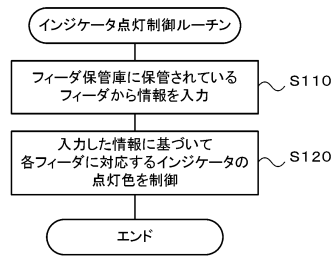 インジケータ点灯制御ルーチン
フィーダ保管庫に保管されている
フィーダから情報を入力
S110
入力した情報に基づいて
各フィーダに対応するインジケータの
点灯色を制御
S120
エンド